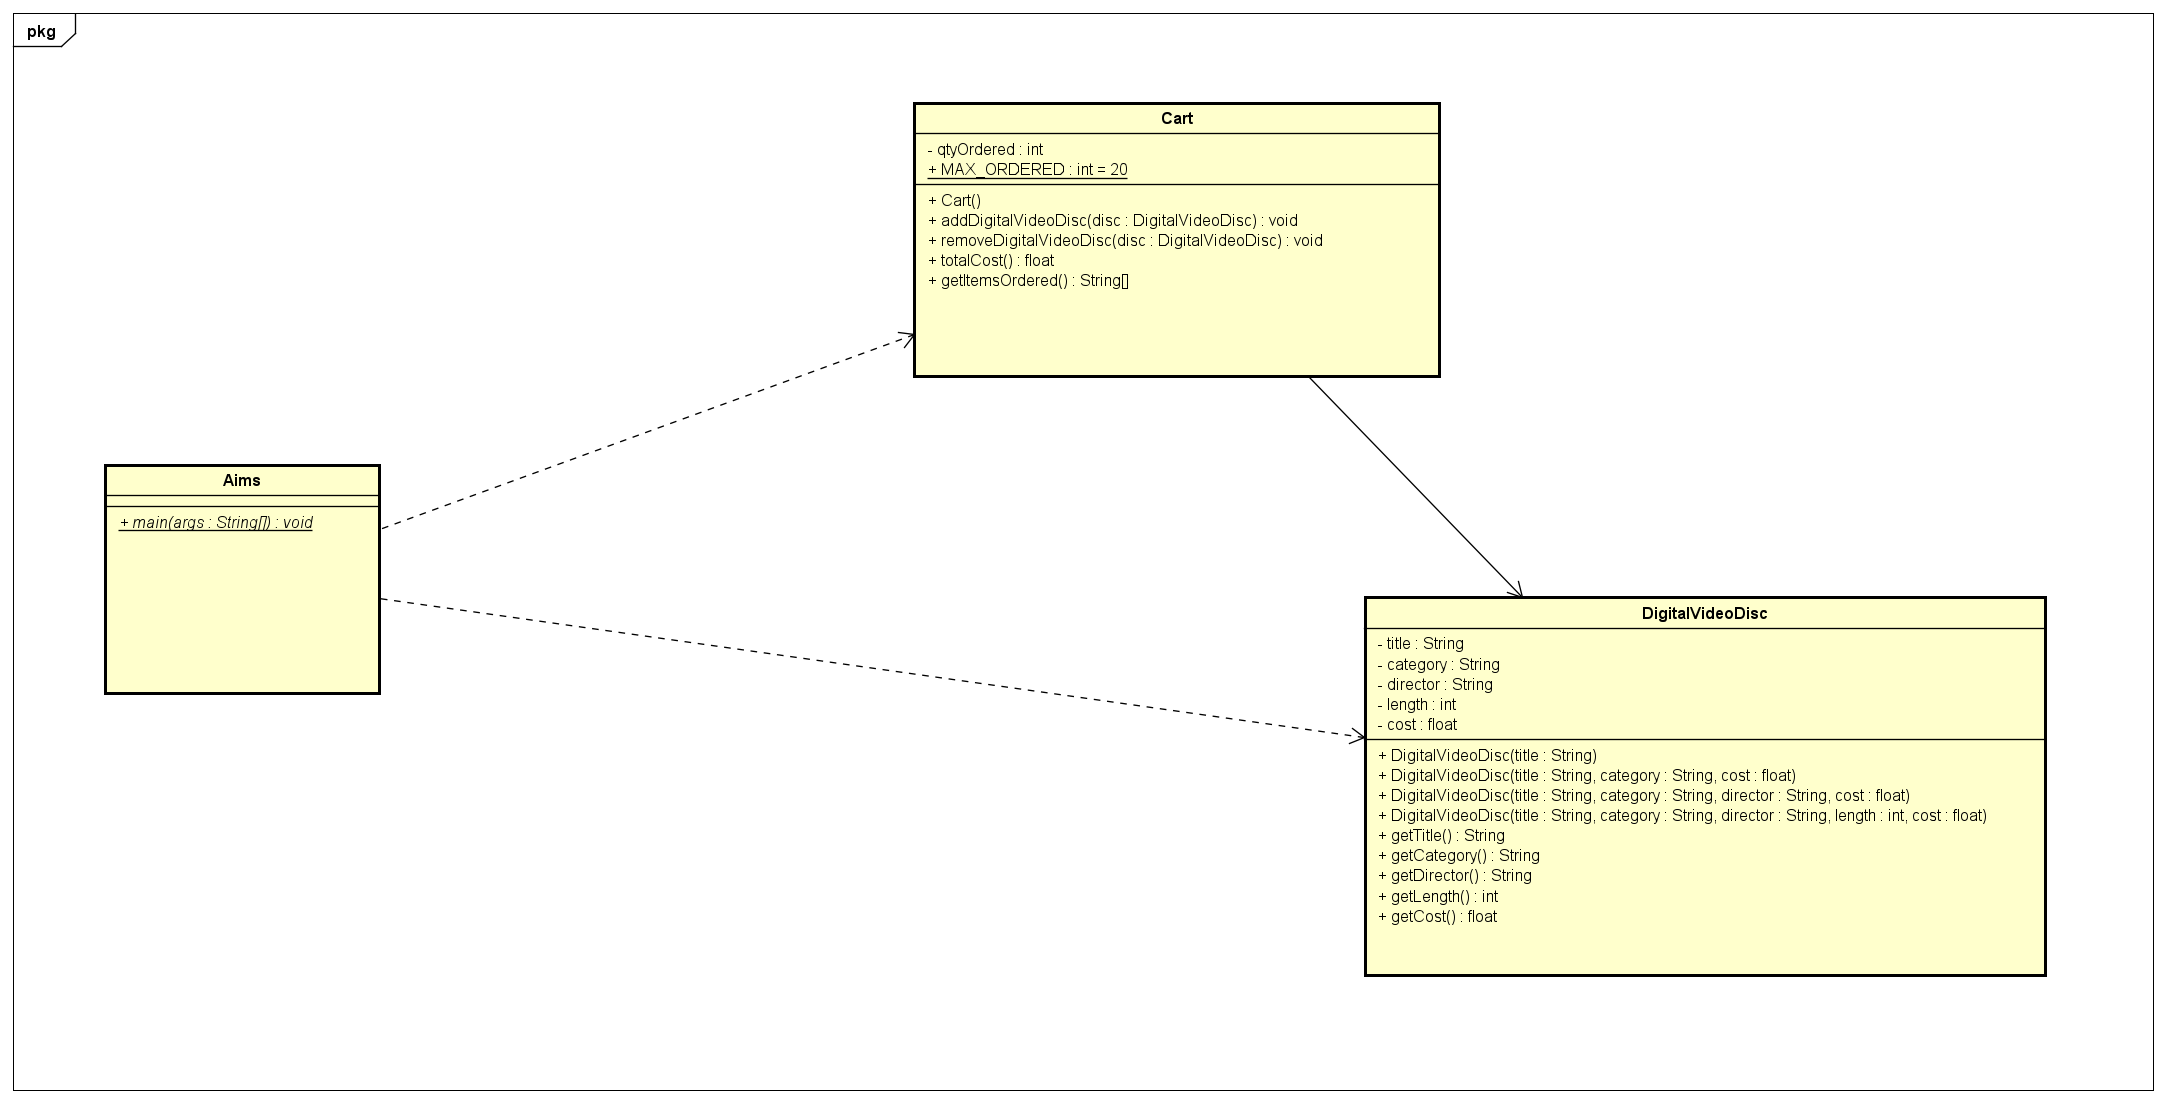 pkg
Cart
- qtyOrdered : int
+ MAX_ORDERED : int = 20
+ Cart()
+ addDigitalVideoDisc(disc : DigitalVideoDisc) : void
+ removeDigitalVideoDisc(disc : DigitalVideoDisc) : void
+ totalCost() : float
+ getItemsOrdered() : String[]
Aims
+ main(args : String[]) : void
DigitalVideoDisc
- title : String
- category : String
- director : String
- length : int
- cost : float
+ DigitalVideoDisc(title : String)
+ DigitalVideoDisc(title : String, category : String, cost : float)
+ DigitalVideoDisc(title : String, category : String, director : String, cost : float)
+ DigitalVideoDisc(title : String, category : String, director : String, length : int, cost : float)
+ getTitle() : String
+ getCategory() : String
+ getDirector() : String
+ getLength() : int
+ getCost() : float